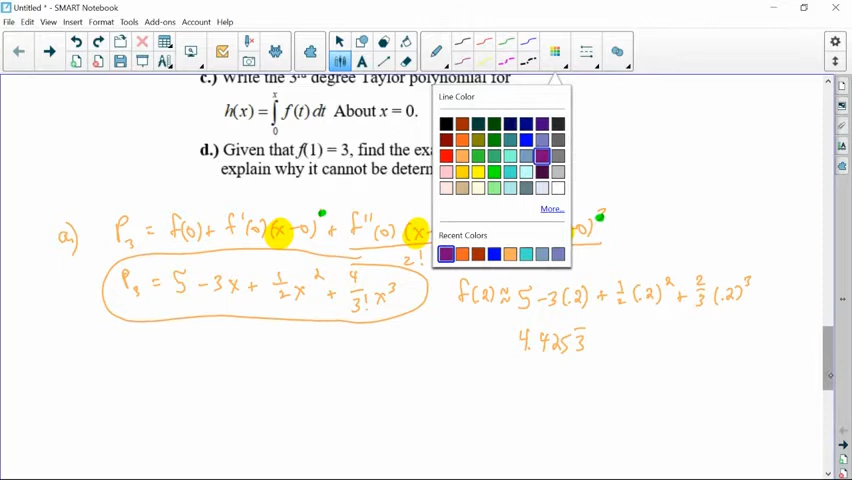 Untitled * - SMART Notebook
File Edit View Insert Format Tools Add-ons Account Help
c.) Write the 3rd degree Taylor polynomial for
h(x) = ∫₀ˣ f(t) dt About x = 0.
d.) Given that f(1) = 3, find the exa
explain why it cannot be determ
Line Color
More...
Recent Colors
a) P₃ = f(0) + f'(0)(x-0) + f''(0) (x- -0)³
2!
P₃ = 5 - 3x + 1/2 x² + 4/3! x³
f(.2) ≈ 5 - 3(.2) + 1/2 (.2)² + 2/3 (.2)³
4.4253̅